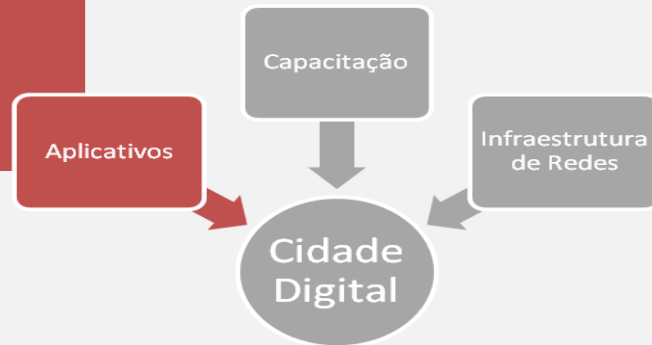 Capacitação
Aplicativos
Infraestrutura
de Redes
Cidade
Digital